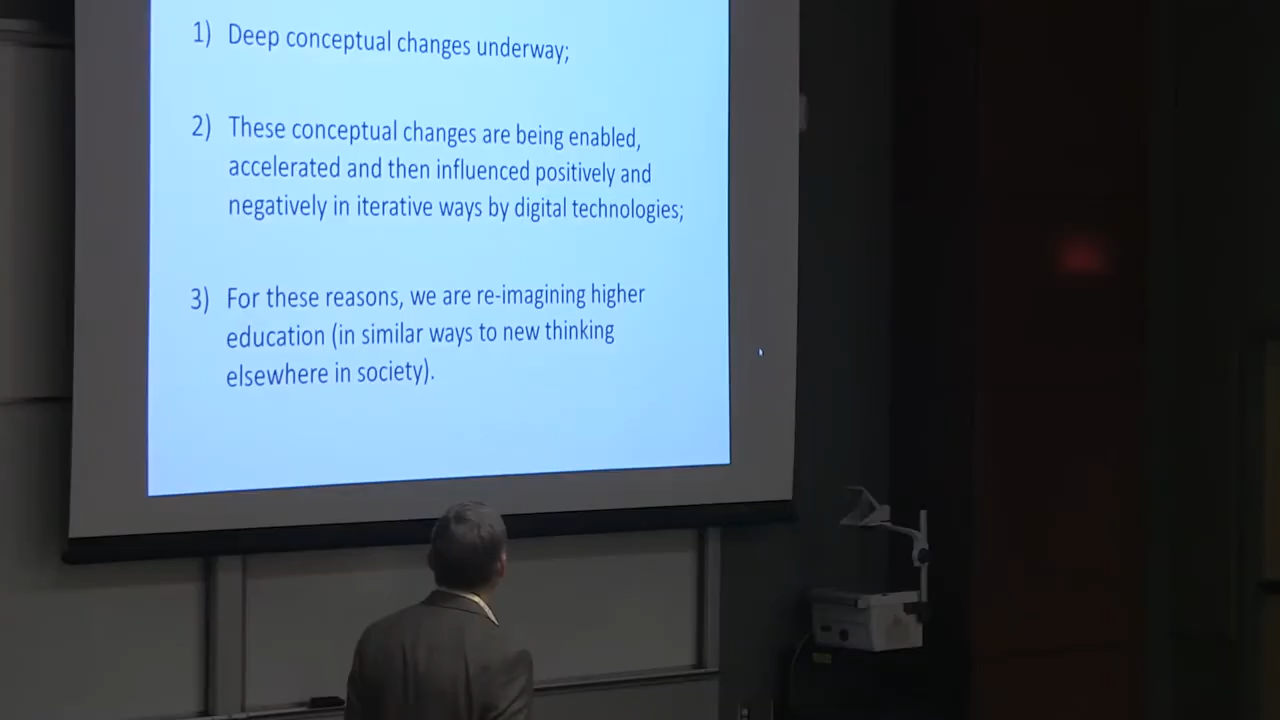 1) Deep conceptual changes underway;
2) These conceptual changes are being enabled,
accelerated and then influenced positively and
negatively in iterative ways by digital technologies;
3) For these reasons, we are re-imagining higher
education (in similar ways to new thinking
elsewhere in society).